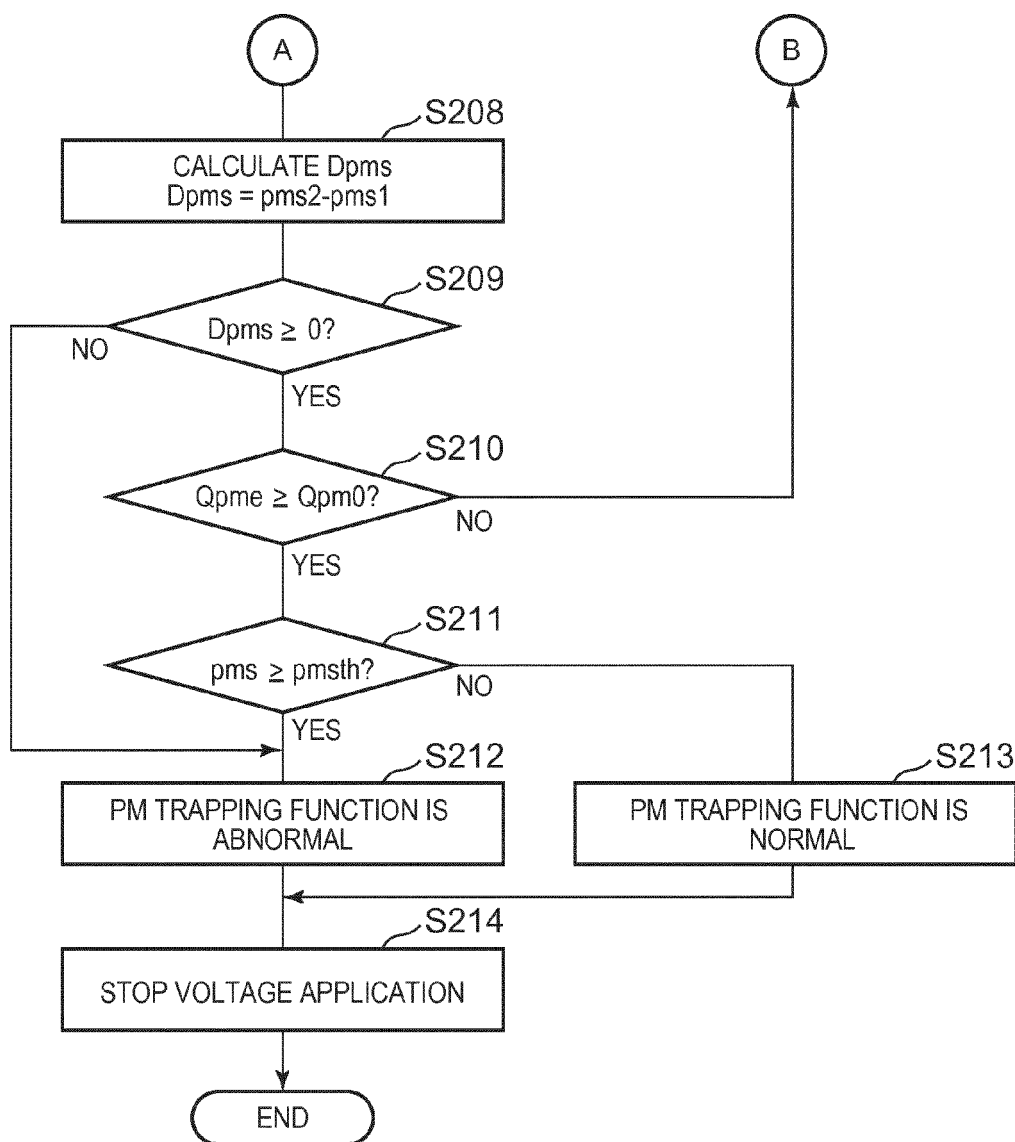 A
B
S208
CALCULATE Dpms
Dpms = pms2-pms1
S209
Dpms ≥ 0?
NO
YES
S210
Qpme ≥ Qpm0?
NO
YES
S211
pms ≥ pmsth?
NO
YES
S212
S213
PM TRAPPING FUNCTION IS
ABNORMAL
PM TRAPPING FUNCTION IS
NORMAL
S214
STOP VOLTAGE APPLICATION
END